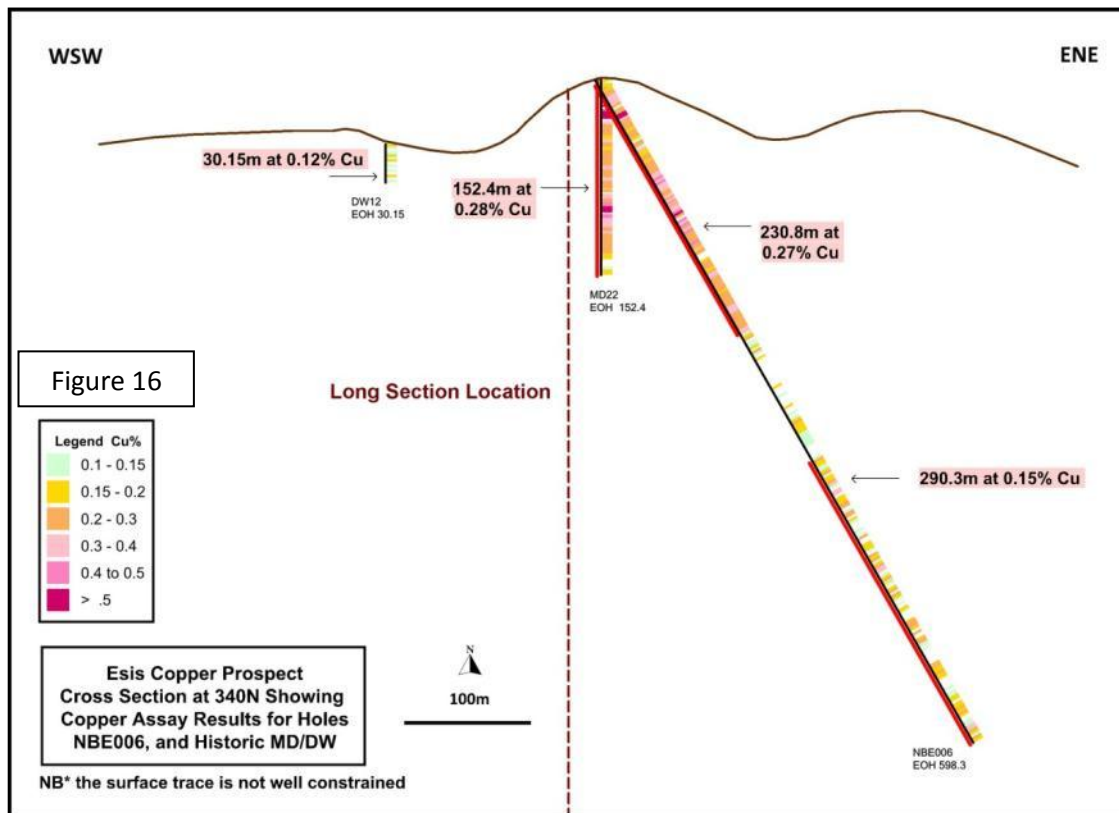 WSW
ENE
30.15m at 0.12% Cu
DW12
EOH 30.15
152.4m at
0.28% Cu
230.8m at
0.27% Cu
MD22
EOH 152.4
Figure 16
Long Section Location
Legend Cu%
0.1 - 0.15
0.15 - 0.2
0.2 - 0.3
0.3 - 0.4
0.4 to 0.5
> .5
290.3m at 0.15% Cu
Esis Copper Prospect
Cross Section at 340N Showing
Copper Assay Results for Holes
NBE006, and Historic MD/DW
N
100m
NBE006
EOH 598.3
NB* the surface trace is not well constrained